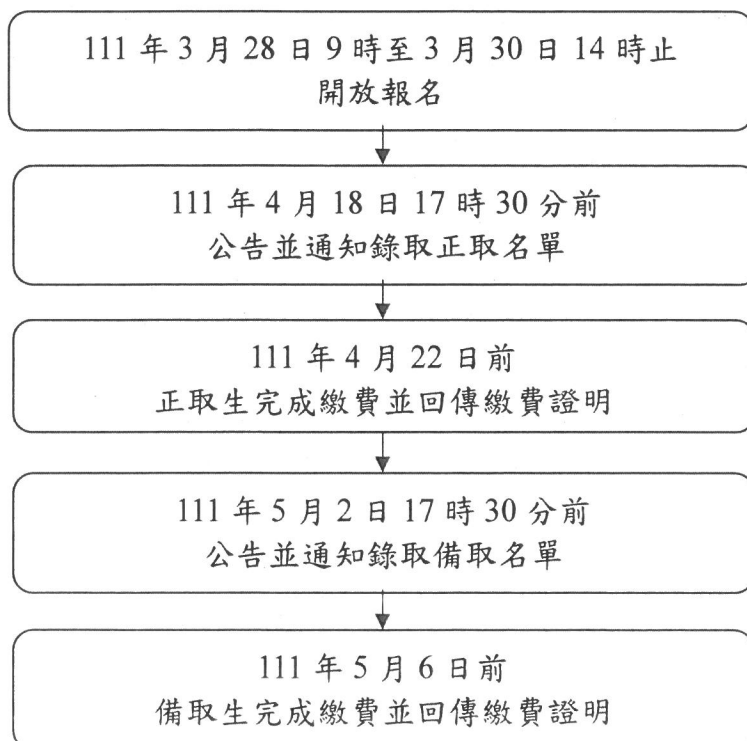 111 年 3 月 28 日 9 時至 3 月 30 日 14 時止
開放報名
111 年 4 月 18 日 17 時 30 分前
公告並通知錄取正取名單
111 年 4 月 22 日前
正取生完成繳費並回傳繳費證明
111 年 5 月 2 日 17 時 30 分前
公告並通知錄取備取名單
111 年 5 月 6 日前
備取生完成繳費並回傳繳費證明